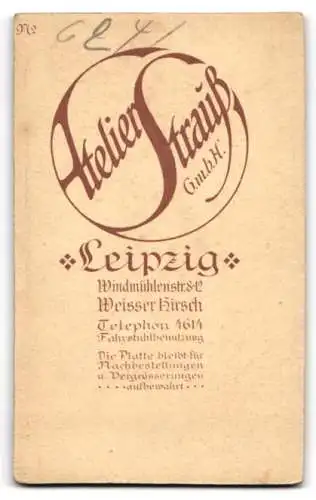 No 6241
Atelier Strauß
G.m.b.H.
Leipzig
Windmühlenstr. 8-12
Weisser Hirsch
Telephon 4614
Fahrstuhlbenutzung
Die Platte bleibt für
Nachbestellungen
u. Vergrösserungen
....aufbewahrt....